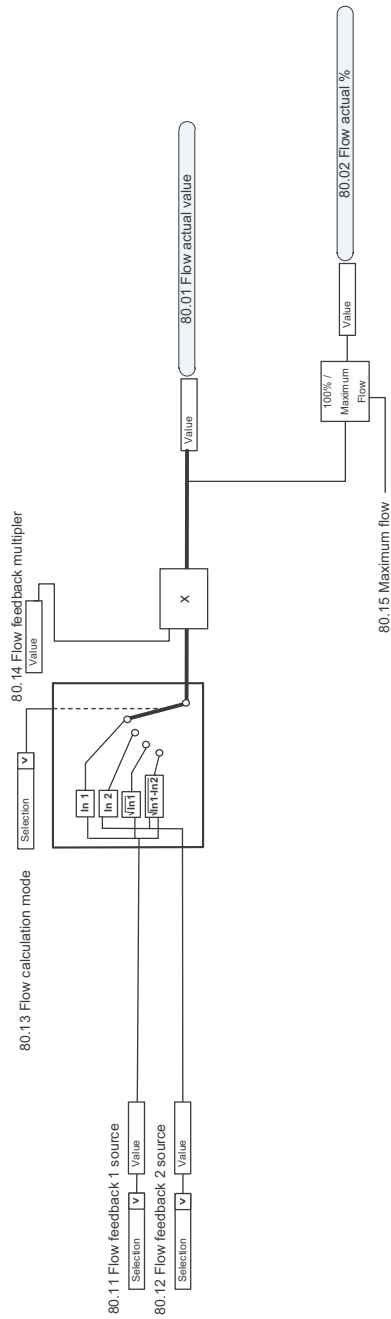 80.13 Flow calculation mode
Selection
80.14 Flow feedback multipler
Value
80.11 Flow feedback 1 source
Selection
Value
80.12 Flow feedback 2 source
Selection
Value
In 1
In 2
√In1
√In1-In2
X
Value
80.01 Flow actual value
100% /
Maximum
Flow
Value
80.02 Flow actual %
80.15 Maximum flow